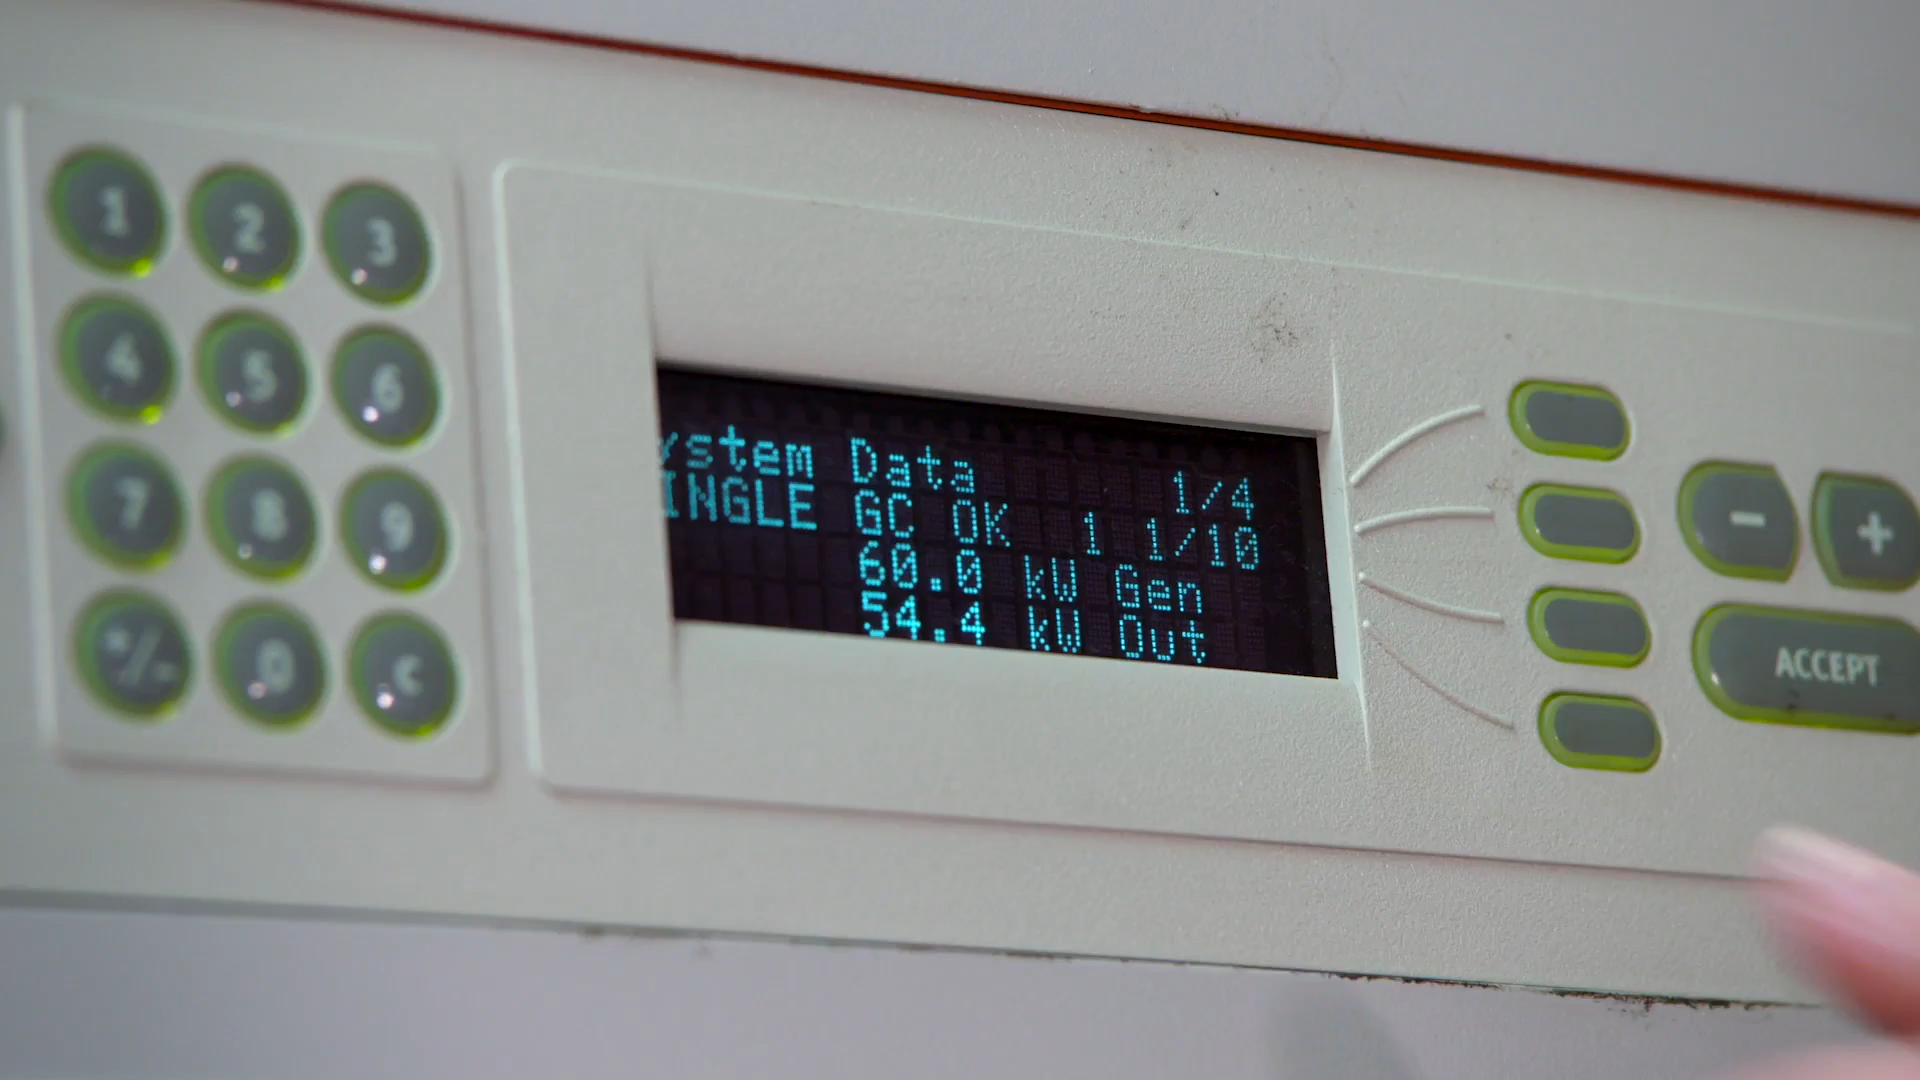 1 2 3
4 5 6
7 8 9
*/- 0 C
ystem Data 1/4
INGLE GC OK 1 1/10
60.0 kW Gen
54.4 kW Out
- +
ACCEPT